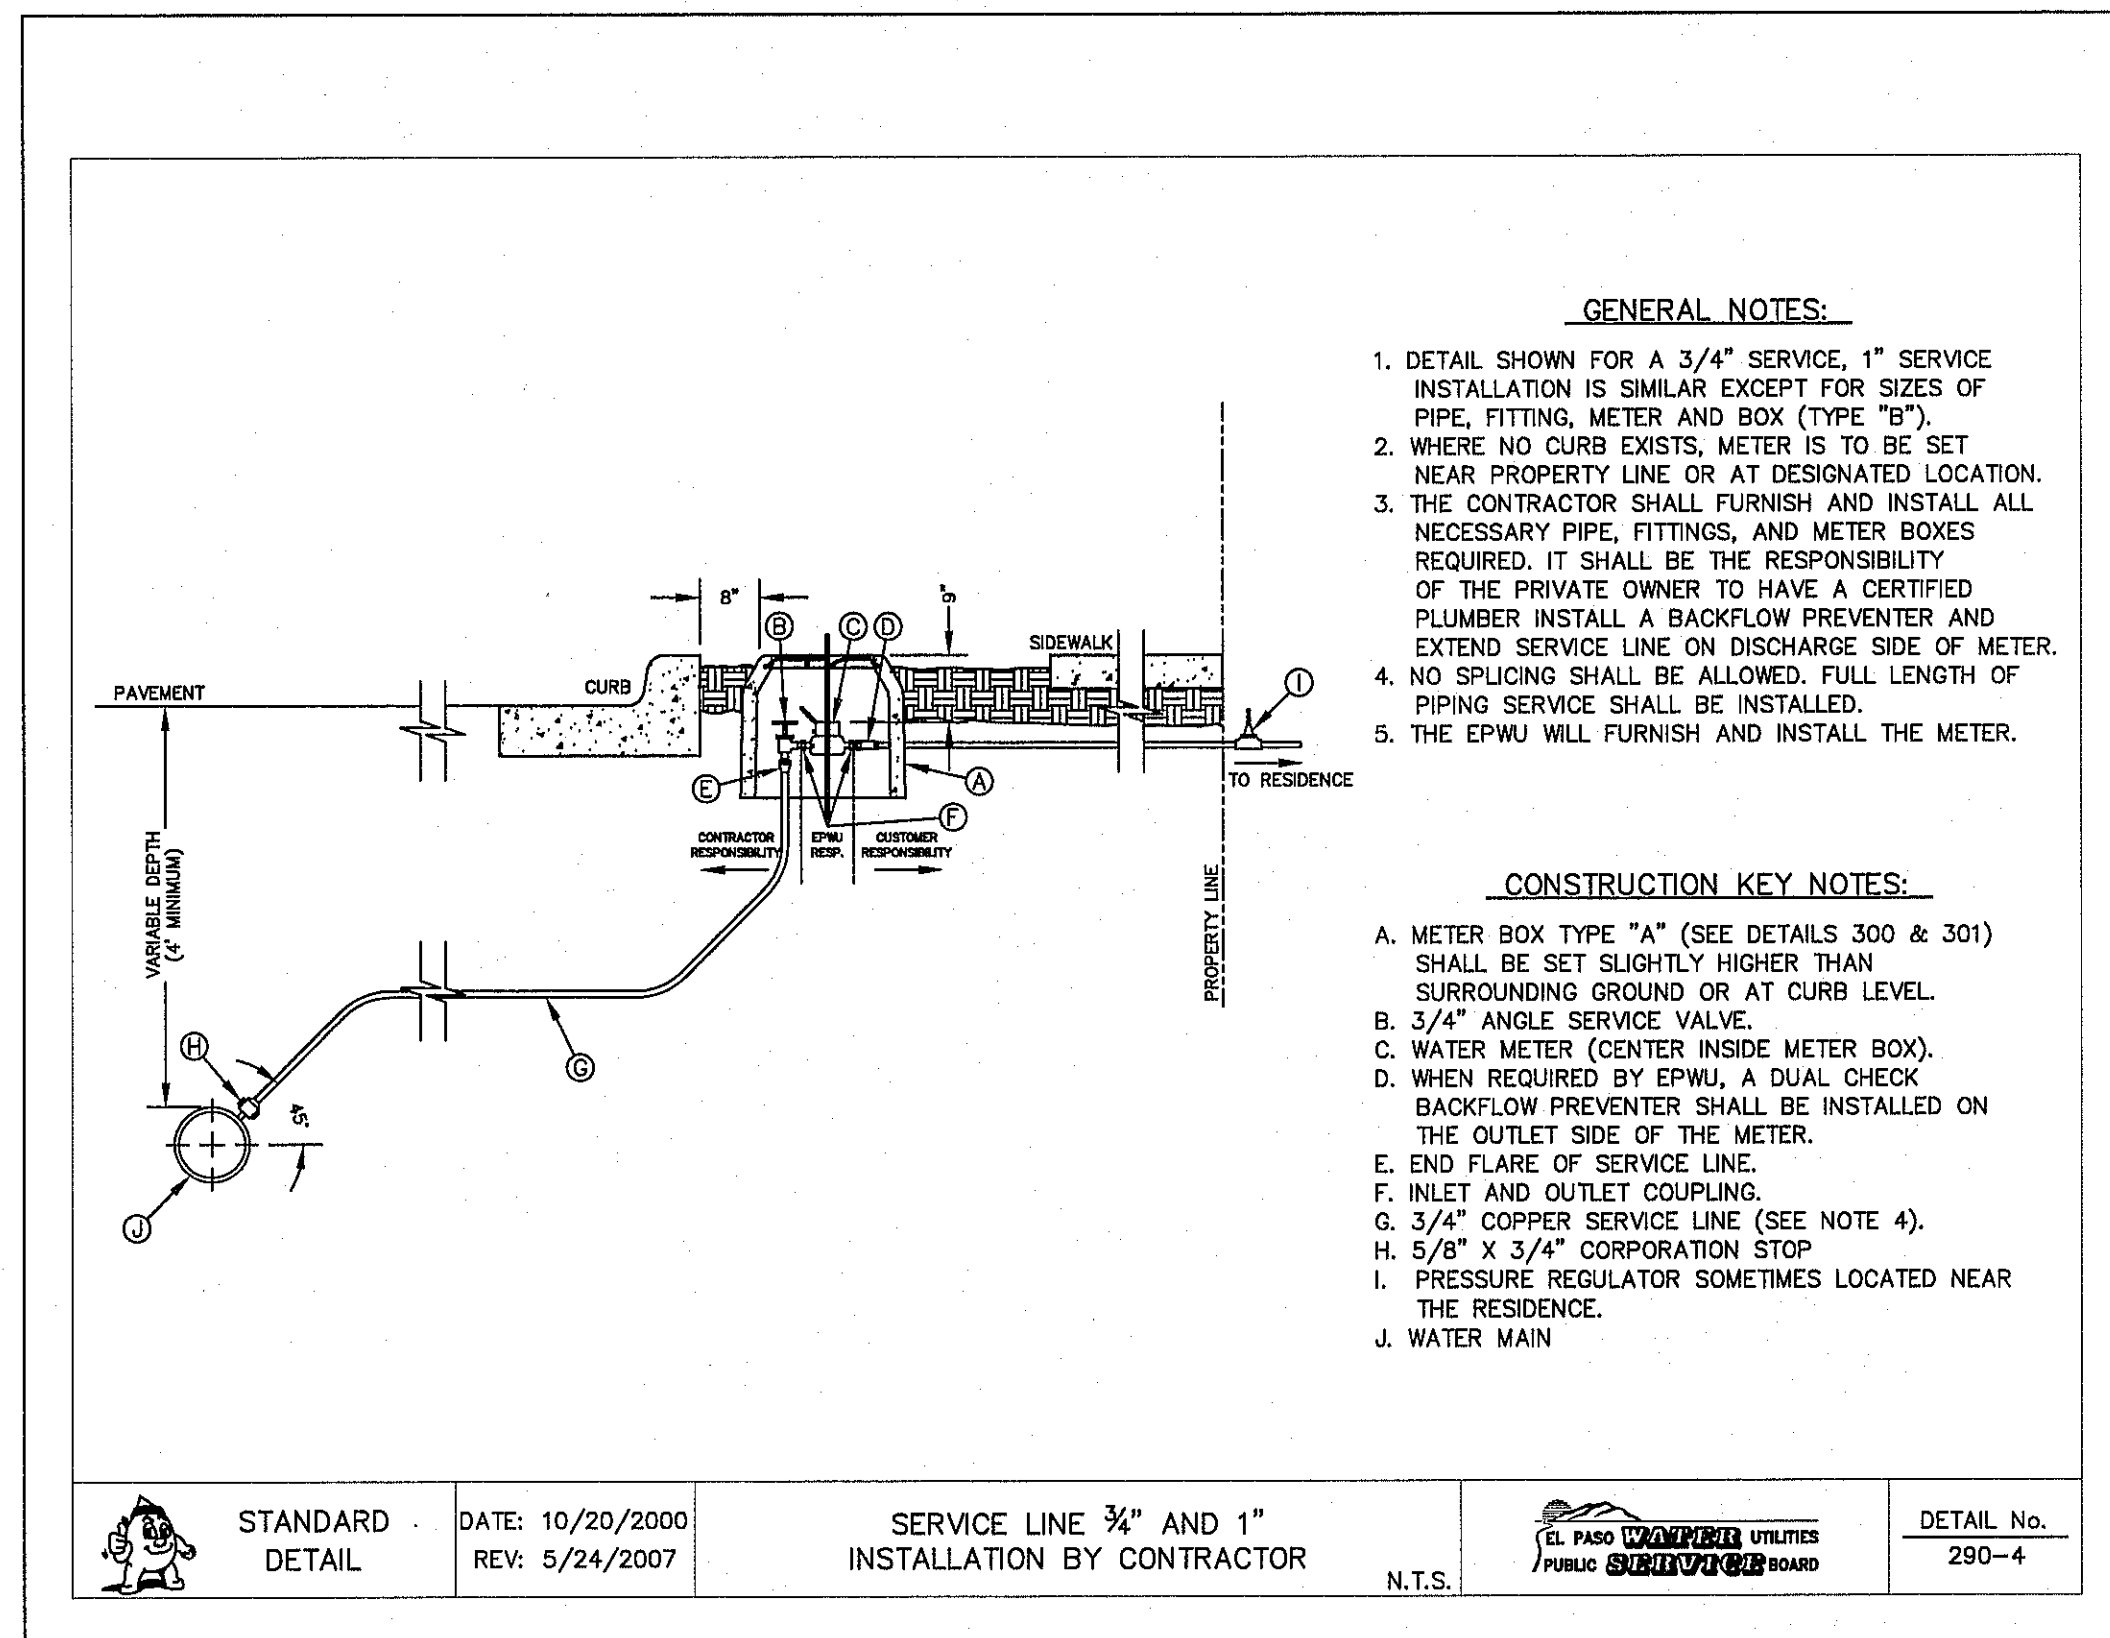 GENERAL NOTES:
1. DETAIL SHOWN FOR A 3/4" SERVICE, 1" SERVICE
INSTALLATION IS SIMILAR EXCEPT FOR SIZES OF
PIPE, FITTING, METER AND BOX (TYPE "B").
2. WHERE NO CURB EXISTS, METER IS TO BE SET
NEAR PROPERTY LINE OR AT DESIGNATED LOCATION.
3. THE CONTRACTOR SHALL FURNISH AND INSTALL ALL
NECESSARY PIPE, FITTINGS, AND METER BOXES
REQUIRED. IT SHALL BE THE RESPONSIBILITY
OF THE PRIVATE OWNER TO HAVE A CERTIFIED
PLUMBER INSTALL A BACKFLOW PREVENTER AND
EXTEND SERVICE LINE ON DISCHARGE SIDE OF METER.
4. NO SPLICING SHALL BE ALLOWED. FULL LENGTH OF
PIPING SERVICE SHALL BE INSTALLED.
5. THE EPWU WILL FURNISH AND INSTALL THE METER.
8"
9"
B
C
D
SIDEWALK
PAVEMENT
CURB
I
E
A
TO RESIDENCE
F
CONTRACTOR
RESPONSIBILITY
EPWU
RESP.
CUSTOMER
RESPONSIBILITY
VARIABLE DEPTH
(4' MINIMUM)
PROPERTY LINE
H
G
45°
J
CONSTRUCTION KEY NOTES:
A. METER BOX TYPE "A" (SEE DETAILS 300 & 301)
SHALL BE SET SLIGHTLY HIGHER THAN
SURROUNDING GROUND OR AT CURB LEVEL.
B. 3/4" ANGLE SERVICE VALVE.
C. WATER METER (CENTER INSIDE METER BOX).
D. WHEN REQUIRED BY EPWU, A DUAL CHECK
BACKFLOW PREVENTER SHALL BE INSTALLED ON
THE OUTLET SIDE OF THE METER.
E. END FLARE OF SERVICE LINE.
F. INLET AND OUTLET COUPLING.
G. 3/4" COPPER SERVICE LINE (SEE NOTE 4).
H. 5/8" X 3/4" CORPORATION STOP
I. PRESSURE REGULATOR SOMETIMES LOCATED NEAR
THE RESIDENCE.
J. WATER MAIN
STANDARD
DETAIL
DATE: 10/20/2000
REV: 5/24/2007
SERVICE LINE ¾" AND 1"
INSTALLATION BY CONTRACTOR
N.T.S.
EL PASO WATER UTILITIES
PUBLIC SERVICE BOARD
DETAIL No.
290-4